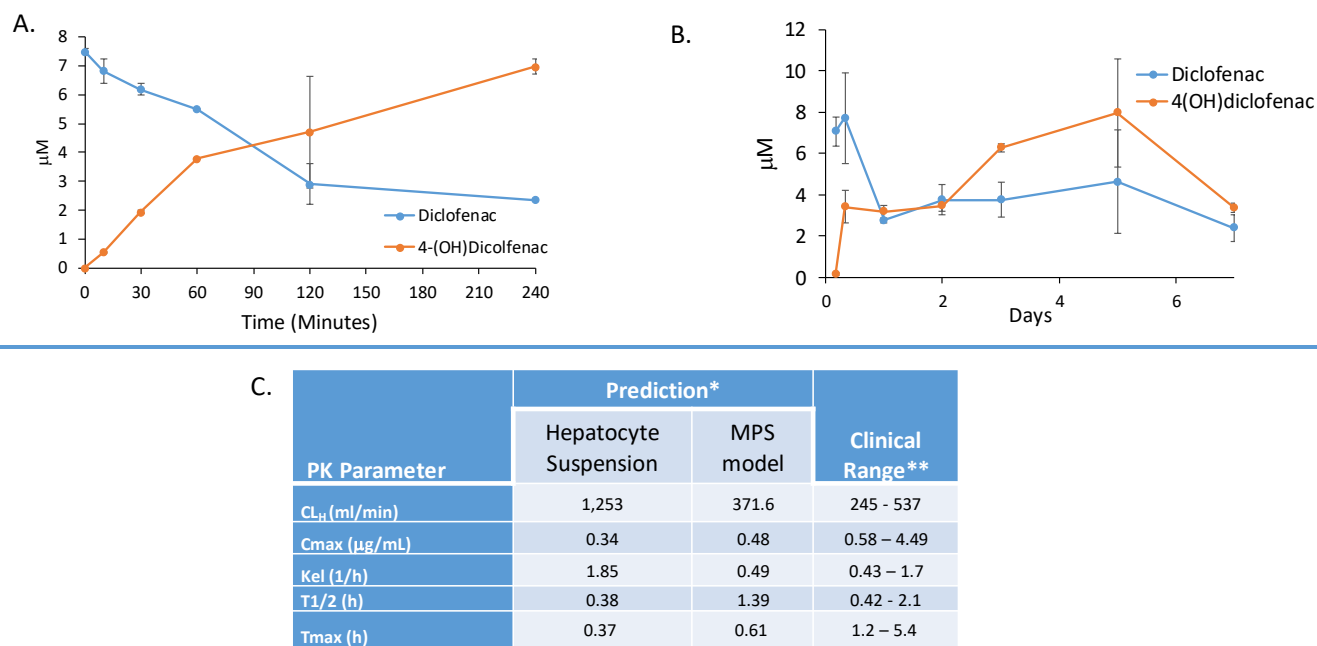 A.
8
7
6
5
4
3
2
1
0
µM
0 30 60 90 120 150 180 210 240
Time (Minutes)
Diclofenac
4-(OH)Dicolfenac
B.
12
10
8
6
4
2
0
µM
0 2 4 6
Days
Diclofenac
4(OH)diclofenac
C.
PK Parameter
Prediction*
Hepatocyte
Suspension
MPS
model
Clinical
Range**
CLH (ml/min) 1,253 371.6 245 - 537
Cmax (µg/mL) 0.34 0.48 0.58 – 4.49
Kel (1/h) 1.85 0.49 0.43 – 1.7
T1/2 (h) 0.38 1.39 0.42 - 2.1
Tmax (h) 0.37 0.61 1.2 – 5.4